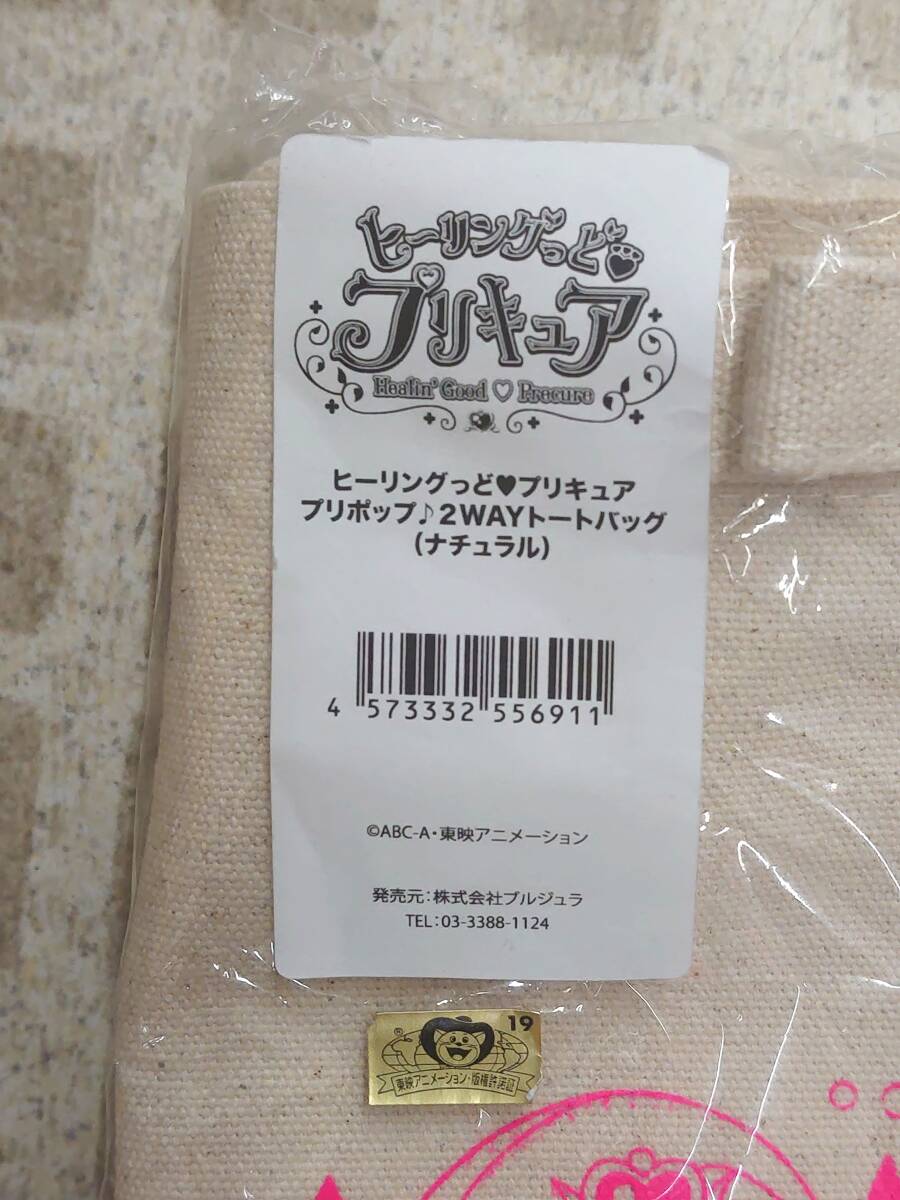 ヒーリングっど♥
プリキュア
Healin' Good ♡ Precure
ヒーリングっど♥プリキュア
プリポップ♪2WAYトートバッグ
(ナチュラル)
4 573332 556911
©ABC-A・東映アニメーション
発売元:株式会社ブルジュラ
TEL:03-3388-1124
19
®
東映アニメーション・版権許諾証